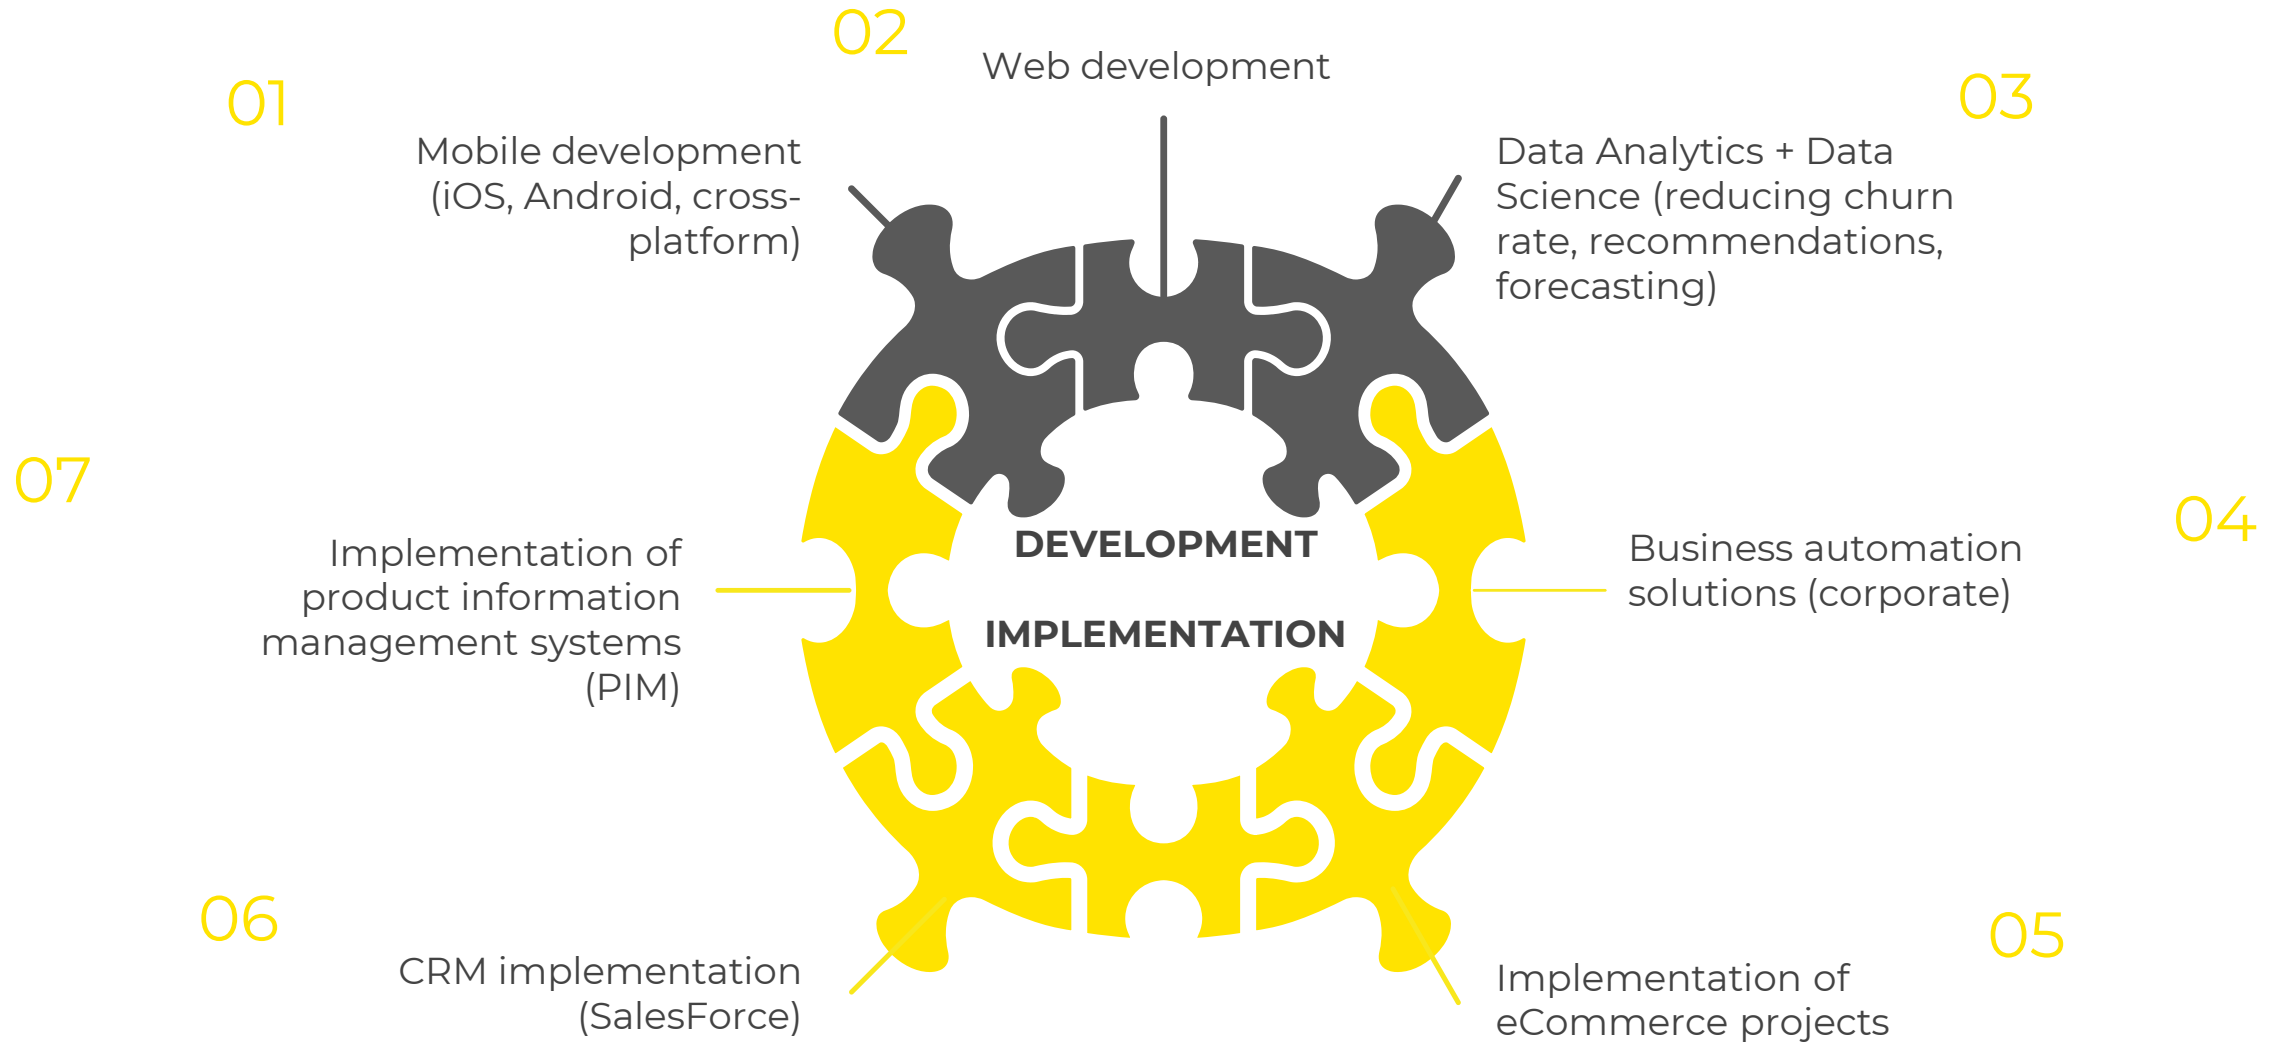 01
Mobile development
(iOS, Android, cross-
platform)
02
Web development
03
Data Analytics + Data
Science (reducing churn
rate, recommendations,
forecasting)
DEVELOPMENT
IMPLEMENTATION
04
Business automation
solutions (corporate)
05
Implementation of
eCommerce projects
06
CRM implementation
(SalesForce)
07
Implementation of
product information
management systems
(PIM)